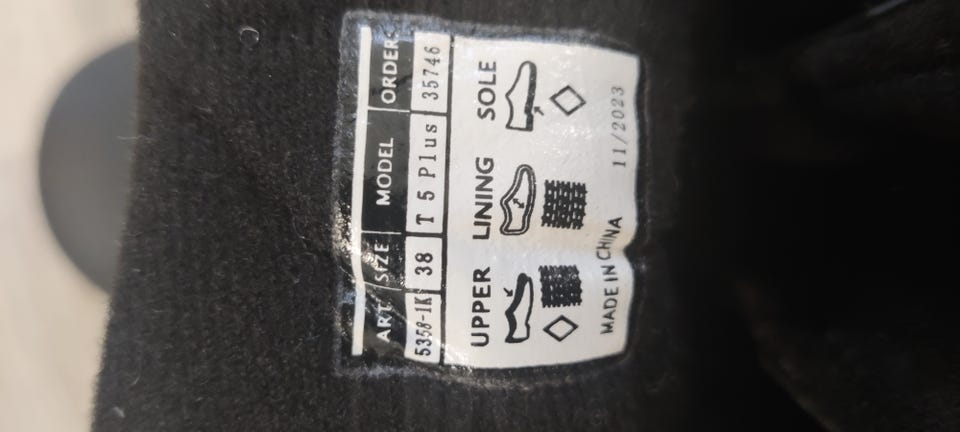 ART SIZE MODEL ORDER
5358-1K 38 T 5 Plus 35746
UPPER LINING SOLE
MADE IN CHINA 11/2023